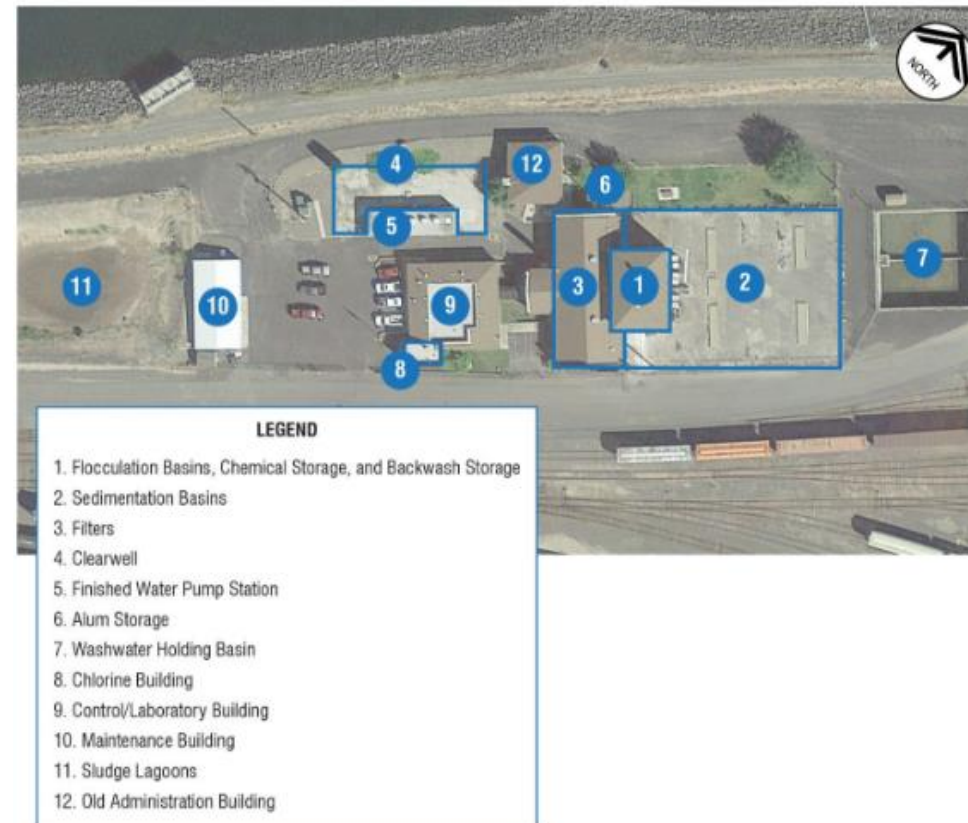 NORTH
4
12
6
5
11
10
9
3
1
2
7
8
LEGEND
1. Flocculation Basins, Chemical Storage, and Backwash Storage
2. Sedimentation Basins
3. Filters
4. Clearwell
5. Finished Water Pump Station
6. Alum Storage
7. Washwater Holding Basin
8. Chlorine Building
9. Control/Laboratory Building
10. Maintenance Building
11. Sludge Lagoons
12. Old Administration Building